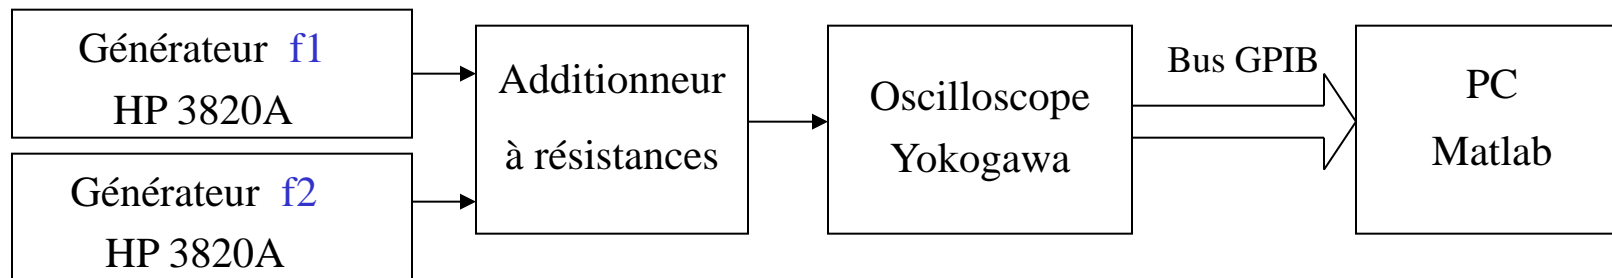 Générateur f1
HP 3820A
Générateur f2
HP 3820A
Additionneur
à résistances
Oscilloscope
Yokogawa
Bus GPIB
PC
Matlab